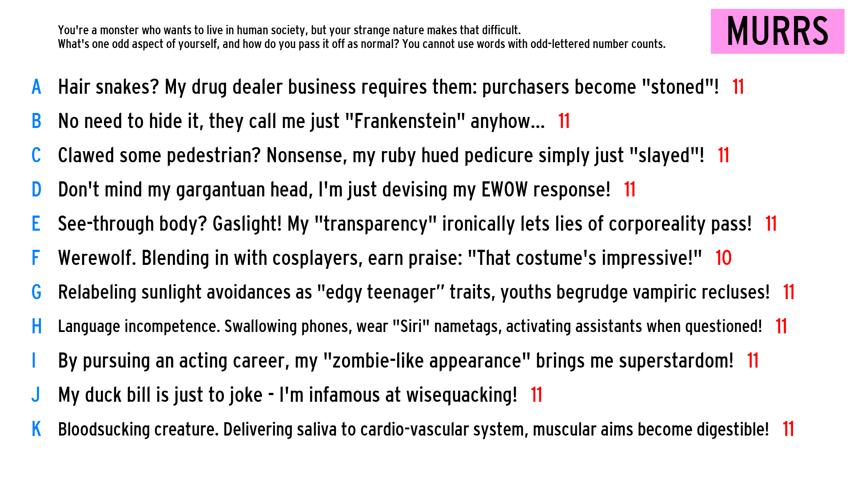 You're a monster who wants to live in human society, but your strange nature makes that difficult.
What's one odd aspect of yourself, and how do you pass it off as normal? You cannot use words with odd-lettered number counts.
MURRS
A Hair snakes? My drug dealer business requires them: purchasers become "stoned"! 11
B No need to hide it, they call me just "Frankenstein" anyhow... 11
C Clawed some pedestrian? Nonsense, my ruby hued pedicure simply just "slayed"! 11
D Don't mind my gargantuan head, I'm just devising my EWOW response! 11
E See-through body? Gaslight! My "transparency" ironically lets lies of corporeality pass! 11
F Werewolf. Blending in with cosplayers, earn praise: "That costume's impressive!" 10
G Relabeling sunlight avoidances as "edgy teenager” traits, youths begrudge vampiric recluses! 11
H Language incompetence. Swallowing phones, wear "Siri" nametags, activating assistants when questioned! 11
I By pursuing an acting career, my "zombie-like appearance" brings me superstardom! 11
J My duck bill is just to joke - I'm infamous at wisequacking! 11
K Bloodsucking creature. Delivering saliva to cardio-vascular system, muscular aims become digestible! 11